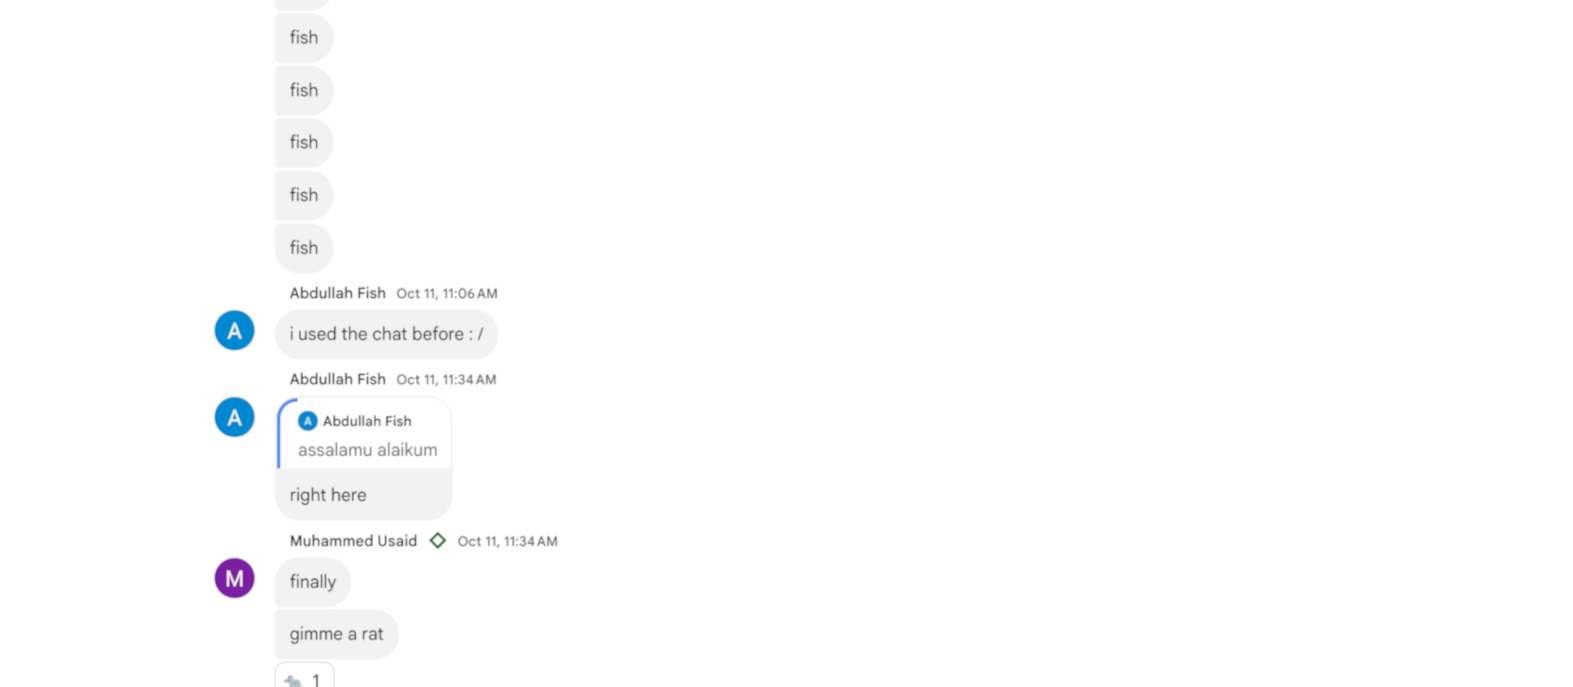 fish
fish
fish
fish
fish
Abdullah Fish Oct 11, 11:06 AM
A
i used the chat before : /
Abdullah Fish Oct 11, 11:34 AM
A
A Abdullah Fish
assalamu alaikum
right here
Muhammed Usaid Oct 11, 11:34 AM
M
finally
gimme a rat
1